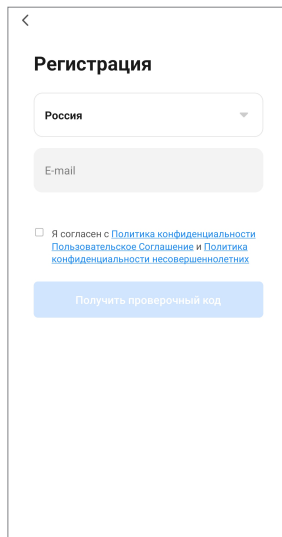 Регистрация
Россия
E-mail
Я согласен с Политика конфиденциальности
Пользовательское Соглашение и Политика
конфиденциальности несовершеннолетних
Получить проверочный код